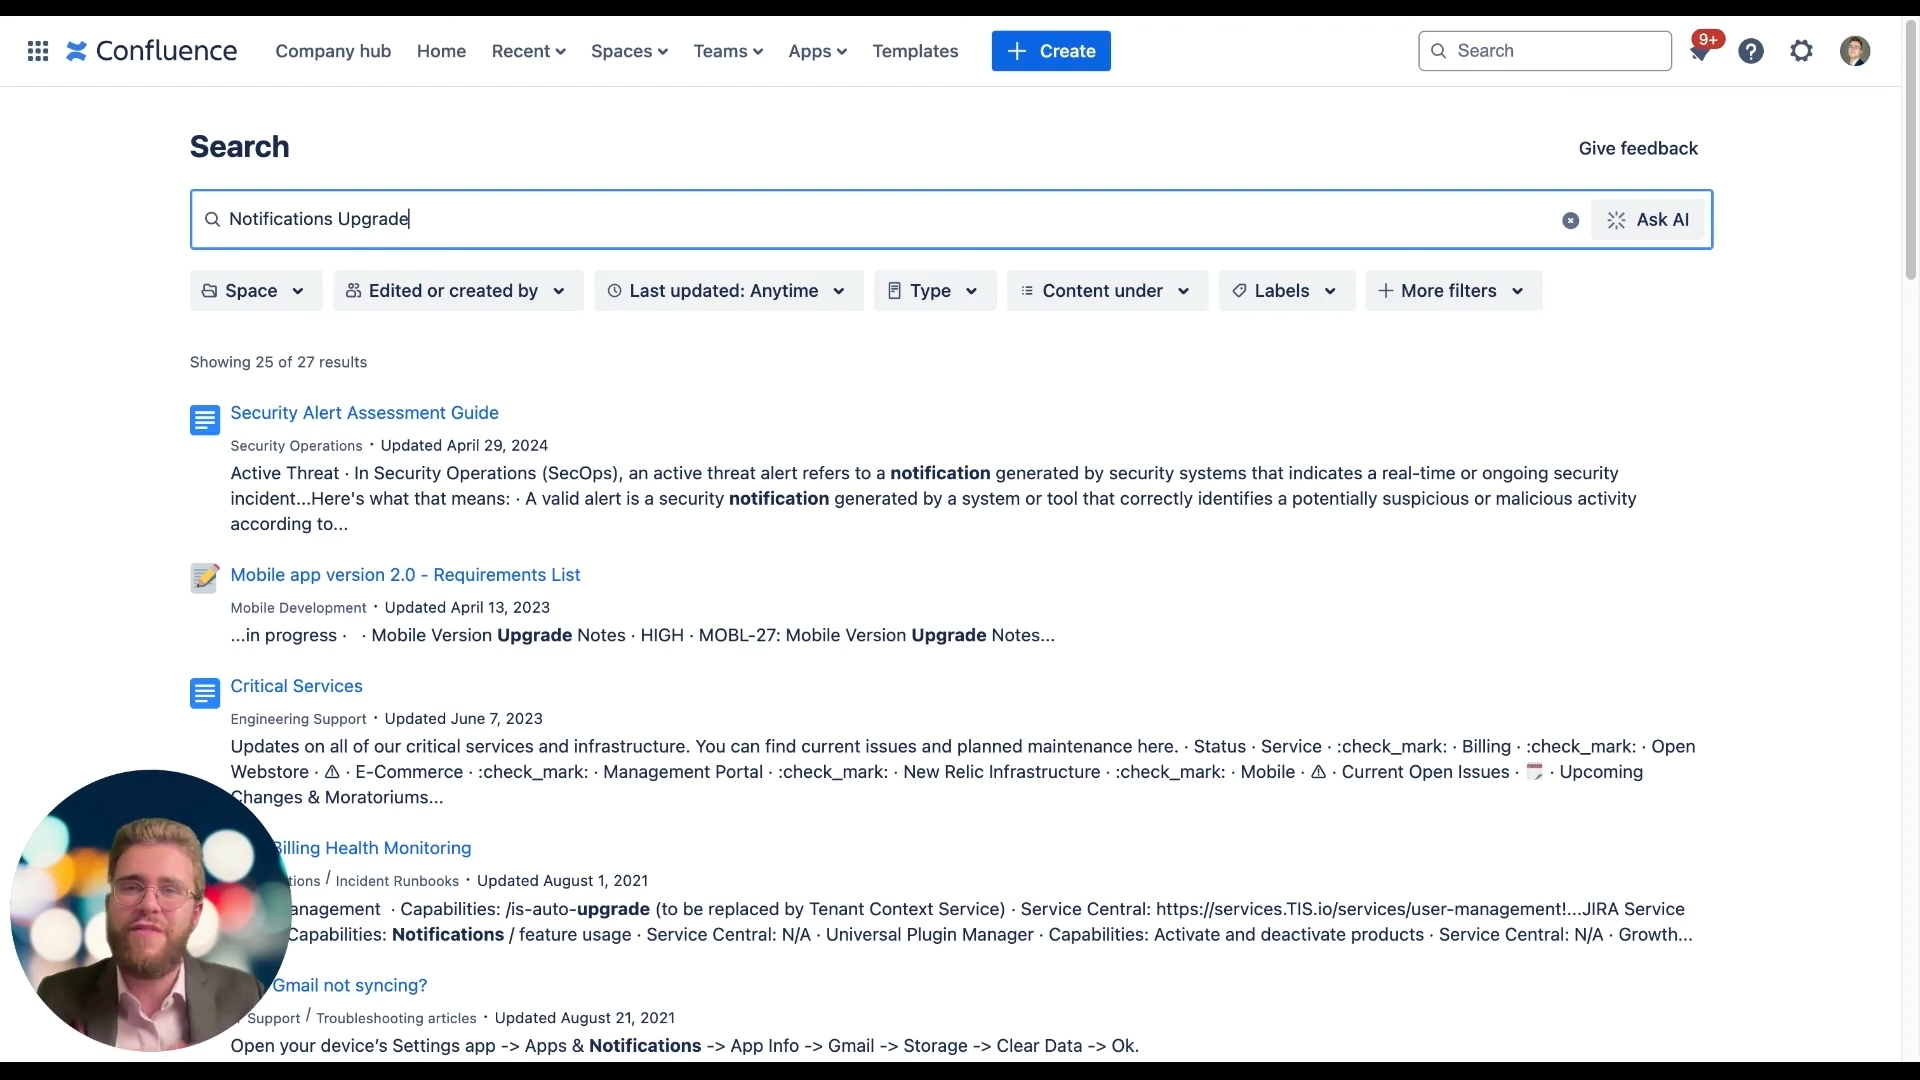 Confluence Company hub Home Recent Spaces Teams Apps Templates + Create Search 9+ ?
Search
Give feedback
Notifications Upgrade Ask AI
Space Edited or created by Last updated: Anytime Type Content under Labels + More filters
Showing 25 of 27 results
Security Alert Assessment Guide
Security Operations · Updated April 29, 2024
Active Threat · In Security Operations (SecOps), an active threat alert refers to a notification generated by security systems that indicates a real-time or ongoing security
incident...Here's what that means: · A valid alert is a security notification generated by a system or tool that correctly identifies a potentially suspicious or malicious activity
according to...
Mobile app version 2.0 - Requirements List
Mobile Development · Updated April 13, 2023
...in progress · · Mobile Version Upgrade Notes · HIGH · MOBL-27: Mobile Version Upgrade Notes...
Critical Services
Engineering Support · Updated June 7, 2023
Updates on all of our critical services and infrastructure. You can find current issues and planned maintenance here. · Status · Service · :check_mark: · Billing · :check_mark: · Open
Webstore · ⚠ · E-Commerce · :check_mark: · Management Portal · :check_mark: · New Relic Infrastructure · :check_mark: · Mobile · ⚠ · Current Open Issues · 🗒 · Upcoming
Changes & Moratoriums...
Billing Health Monitoring
/ Incident Runbooks · Updated August 1, 2021
· Capabilities: /is-auto-upgrade (to be replaced by Tenant Context Service) · Service Central: https://services.TIS.io/services/user-management!...JIRA Service
Capabilities: Notifications / feature usage · Service Central: N/A · Universal Plugin Manager · Capabilities: Activate and deactivate products · Service Central: N/A · Growth...
Gmail not syncing?
Support / Troubleshooting articles · Updated August 21, 2021
Open your device's Settings app -> Apps & Notifications -> App Info -> Gmail -> Storage -> Clear Data -> Ok.